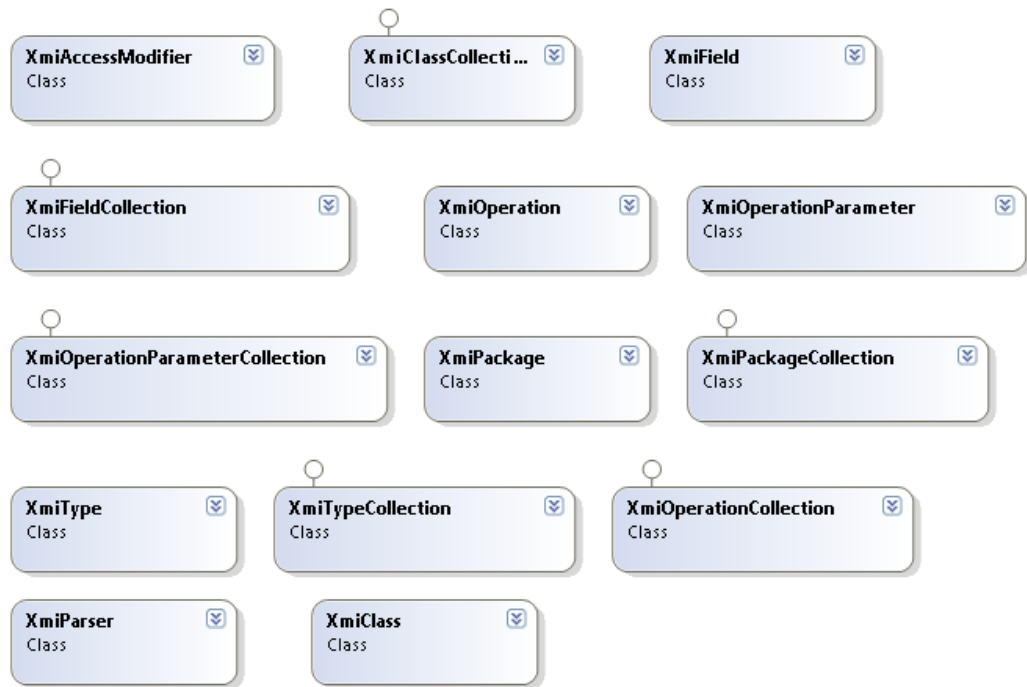 XmiAccessModifier
Class
XmiClassCollecti...
Class
XmiField
Class
XmiFieldCollection
Class
XmiOperation
Class
XmiOperationParameter
Class
XmiOperationParameterCollection
Class
XmiPackage
Class
XmiPackageCollection
Class
XmiType
Class
XmiTypeCollection
Class
XmiOperationCollection
Class
XmiParser
Class
XmiClass
Class